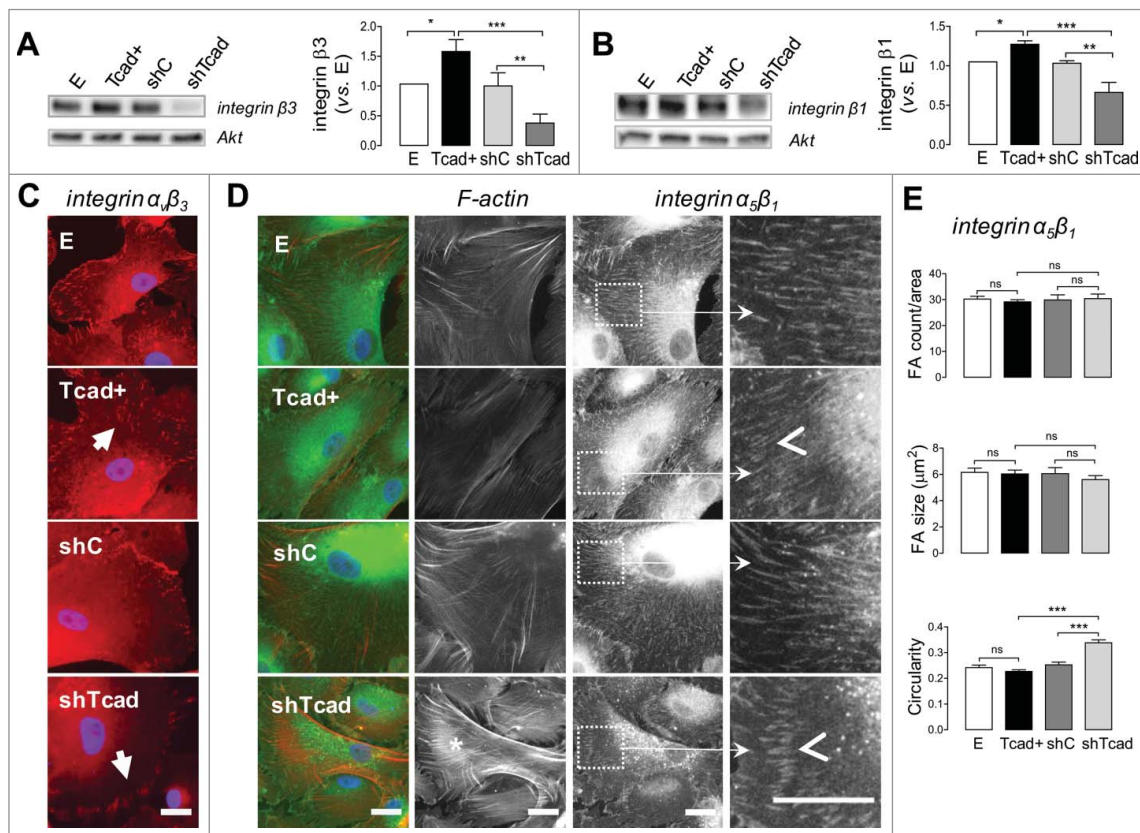 A
E
Tcad+
shC
shTcad
integrin β3
Akt
integrin β3
(vs. E)
2.0
1.5
1.0
0.5
0.0
*
***
**
E
Tcad+
shC
shTcad
B
E
Tcad+
shC
shTcad
integrin β1
Akt
integrin β1
(vs. E)
1.5
1.0
0.5
0.0
*
***
**
E
Tcad+
shC
shTcad
C
integrin αvβ3
E
Tcad+
shC
shTcad
D
F-actin
integrin α5β1
E
Tcad+
shC
shTcad
*
E
integrin α5β1
FA count/area
40
30
20
10
0
ns
ns
ns
FA size (μm²)
8
6
4
2
0
ns
ns
ns
Circularity
0.4
0.3
0.2
0.1
0.0
ns
***
***
E
Tcad+
shC
shTcad